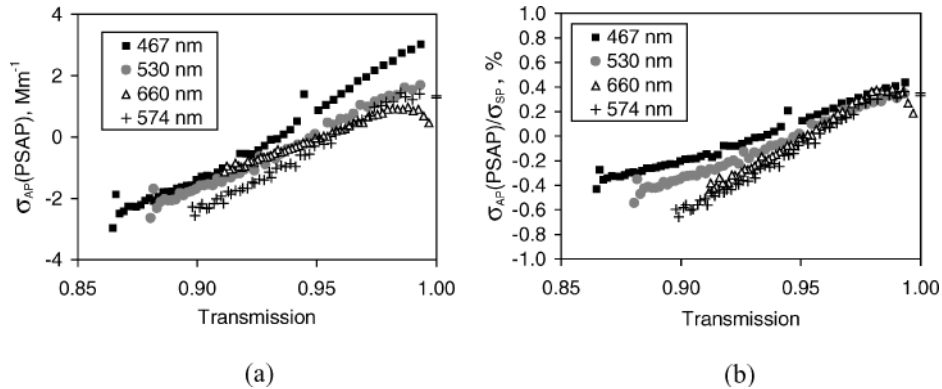 4
2
0
-2
-4
0.85
0.90
0.95
1.00
467 nm
530 nm
660 nm
574 nm
σAP(PSAP), Mm-1
Transmission
(a)
1.0
0.8
0.6
0.4
0.2
0.0
-0.2
-0.4
-0.6
-0.8
-1.0
0.85
0.90
0.95
1.00
467 nm
530 nm
660 nm
574 nm
σAP(PSAP)/σSP, %
Transmission
(b)